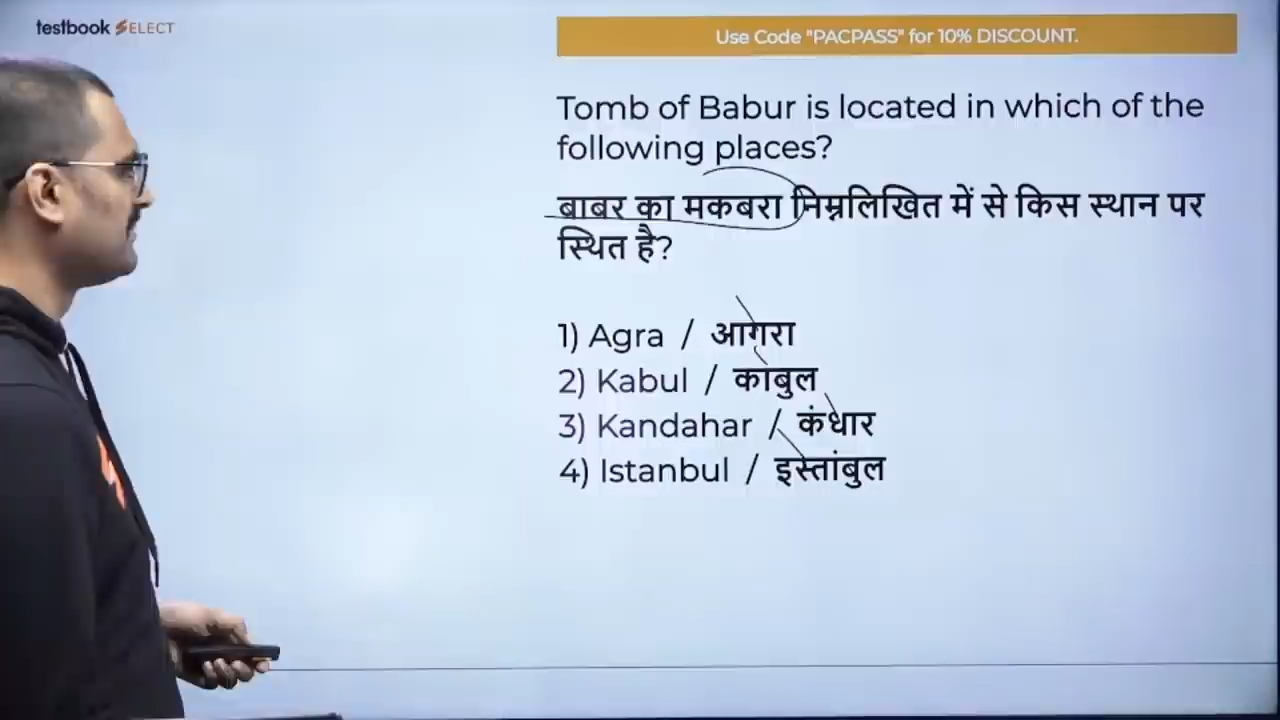 testbook SELECT
Use Code "PACPASS" for 10% DISCOUNT.
Tomb of Babur is located in which of the
following places?
बाबर का मकबरा निम्नलिखित में से किस स्थान पर
स्थित है?
1) Agra / आगरा
2) Kabul / काबुल
3) Kandahar / कंधार
4) Istanbul / इस्तांबुल